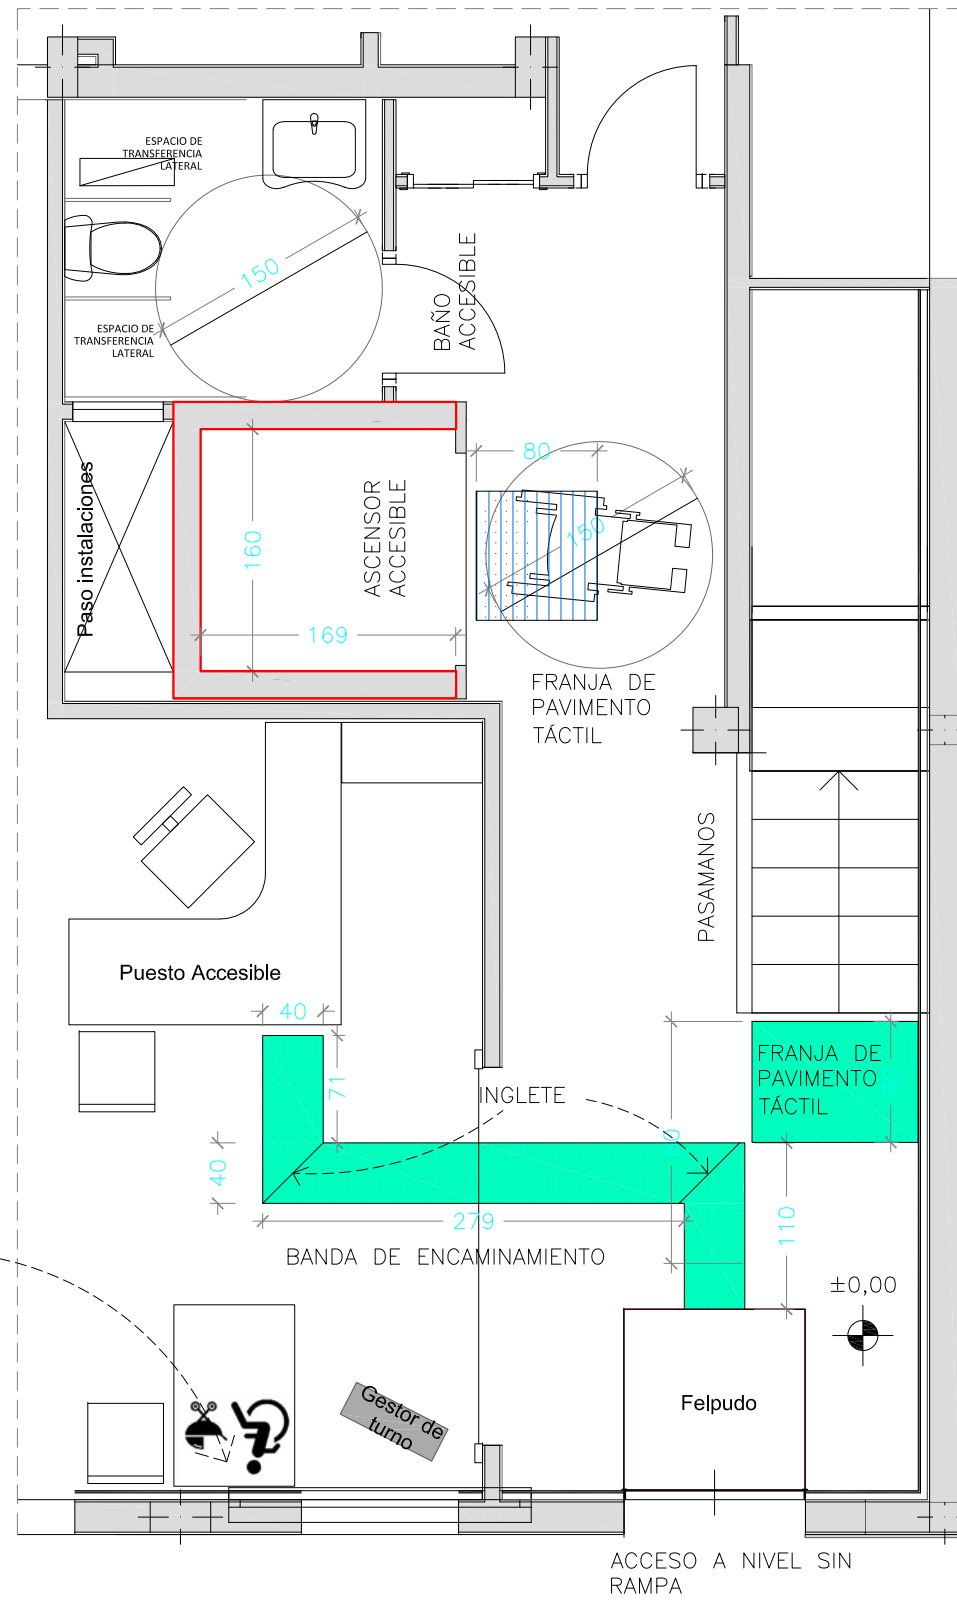 ESPACIO DE
TRANSFERENCIA
LATERAL
150
BAÑO
ACCESIBLE
ESPACIO DE
TRANSFERENCIA
LATERAL
Paso instalaciones
160
169
ASCENSOR
ACCESIBLE
80
150
FRANJA DE
PAVIMENTO
TÁCTIL
PASAMANOS
Puesto Accesible
40
71
INGLETE
FRANJA DE
PAVIMENTO
TÁCTIL
40
279
110
BANDA DE ENCAMINAMIENTO
±0,00
Gestor de
turno
Felpudo
ACCESO A NIVEL SIN
RAMPA